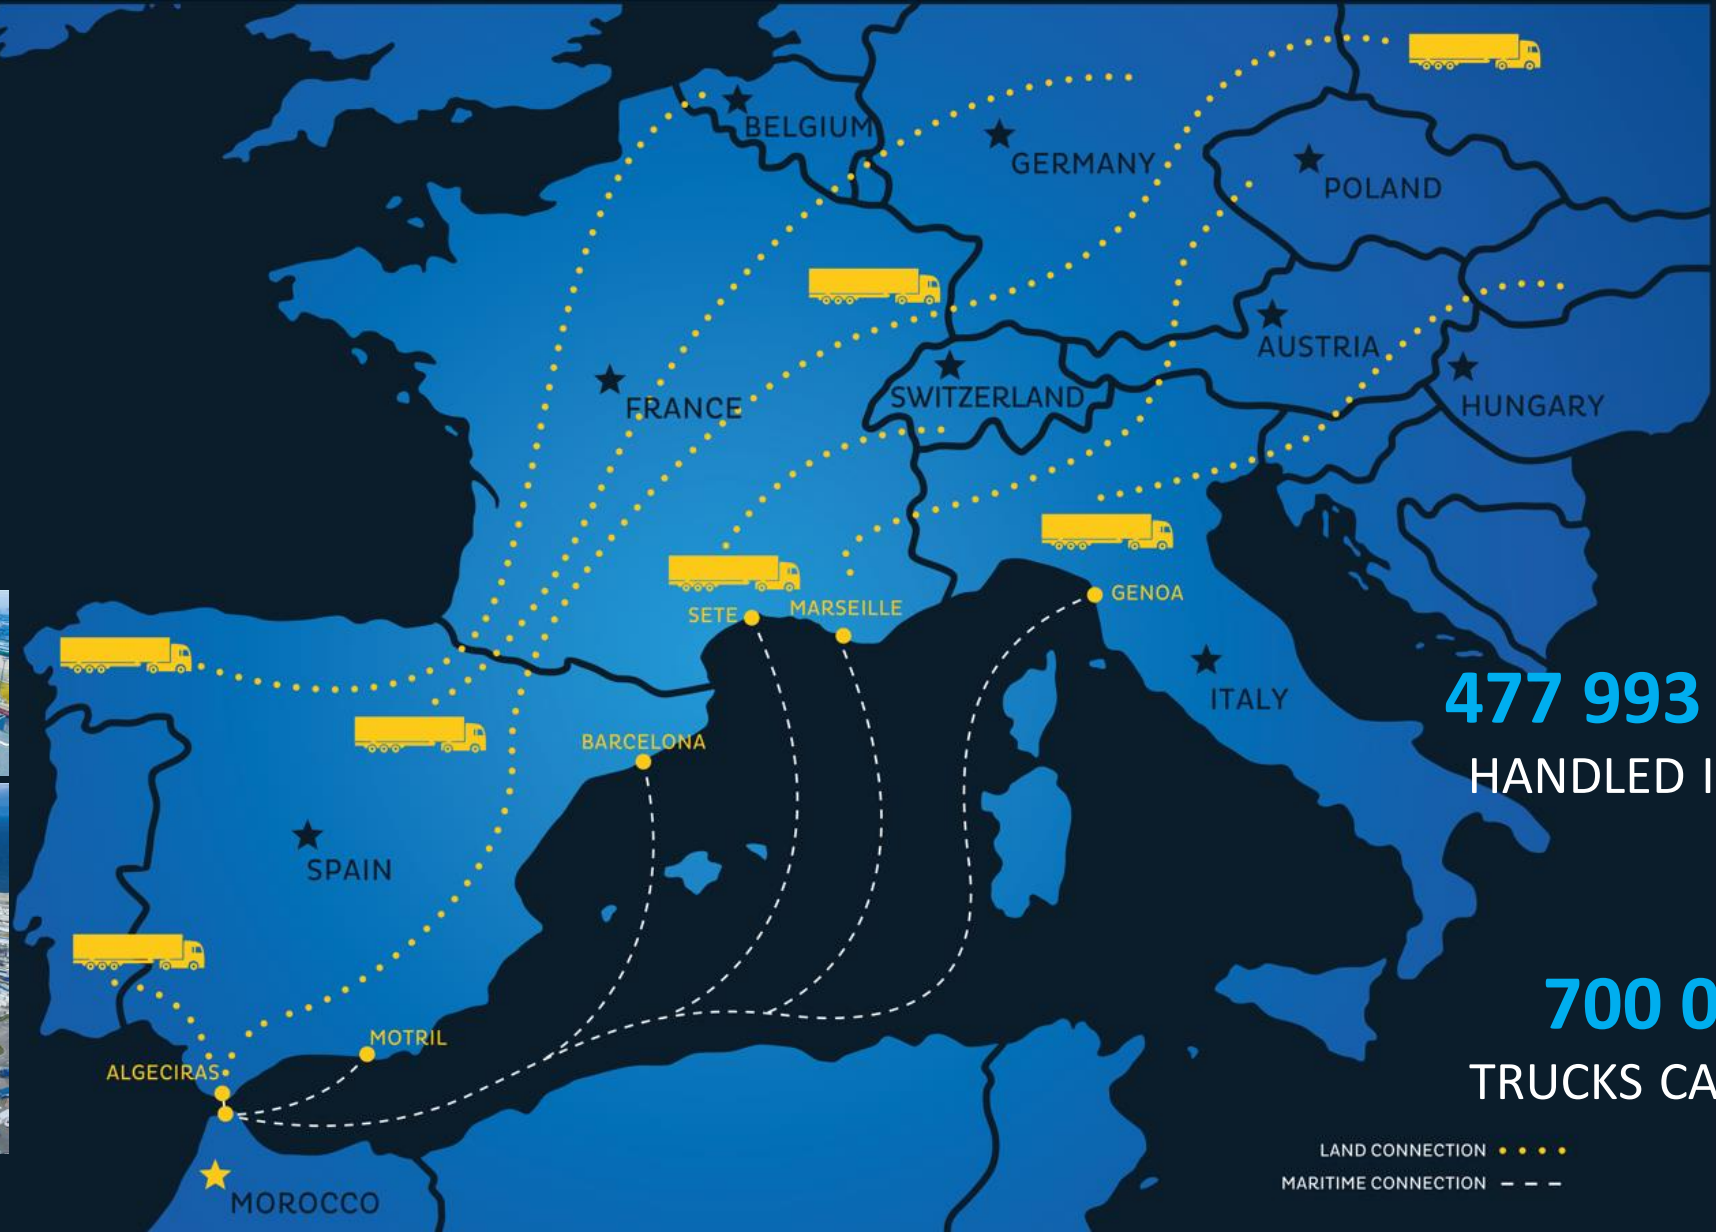 BELGIUM
GERMANY
POLAND
AUSTRIA
SWITZERLAND
HUNGARY
FRANCE
GENOA
SETE
MARSEILLE
ITALY
477 993
HANDLED
BARCELONA
SPAIN
700 0
TRUCKS
MOTRIL
ALGECIRAS
LAND CONNECTION
MARITIME CONNECTION
MOROCCO